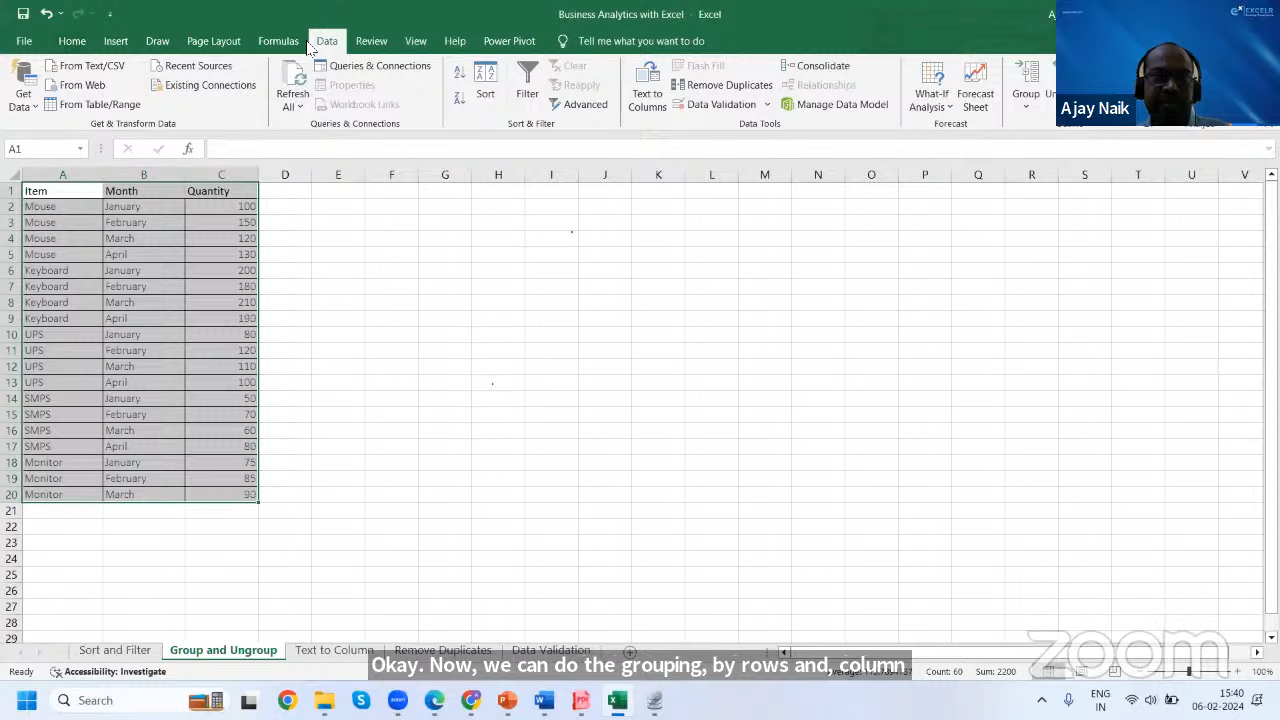 Business Analytics with Excel - Excel
EXCELR
File Home Insert Draw Page Layout Formulas Data Review View Help Power Pivot Tell me what you want to do
Get Data
From Text/CSV
From Web
From Table/Range
Recent Sources
Existing Connections
Get & Transform Data
Refresh All
Queries & Connections
Properties
Workbook Links
Queries & Connections
Sort
Filter
Clear
Reapply
Advanced
Sort & Filter
Text to Columns
Flash Fill
Remove Duplicates
Data Validation
Consolidate
Relationships
Manage Data Model
Data Tools
What-If Analysis
Forecast Sheet
Forecast
Group
Ajay Naik
A1 fx
A B C D E F G H I J K L M N O P Q R S T U V
1 Item Month Quantity
2 Mouse January 100
3 Mouse February 150
4 Mouse March 120
5 Mouse April 130
6 Keyboard January 200
7 Keyboard February 180
8 Keyboard March 210
9 Keyboard April 190
10 UPS January 80
11 UPS February 120
12 UPS March 110
13 UPS April 100
14 SMPS January 50
15 SMPS February 70
16 SMPS March 60
17 SMPS April 80
18 Monitor January 75
19 Monitor February 85
20 Monitor March 90
21
22
23
24
25
26
27
28
29
zoom
Sort and Filter Group and Ungroup Text to Column Remove Duplicates Data Validation
Okay. Now, we can do the grouping, by rows and, column
Ready Accessibility: Investigate Count: 60 Sum: 2200 100%
Search
ENG IN
15:40
06-02-2024